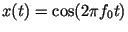 x(t) = cos(2πf₀t)